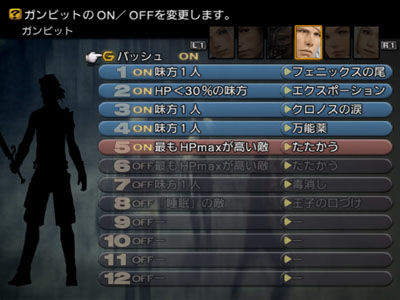 ガンビットのON／OFFを変更します。
ガンビット
L1
R1
G バッシュ ON
1 ON 味方1人 フェニックスの尾
2 ON HP＜30%の味方 エクスポーション
3 ON 味方1人 クロノスの涙
4 ON 味方1人 万能薬
5 ON 最もHPmaxが高い敵 たたかう
6 OFF 最もHPmaxが高い敵 たたかう
7 OFF 味方1人 毒消し
8 OFF 「睡眠」の敵 王子の口づけ
9 OFF ー ー
10 OFF ー ー
11 OFF ー ー
12 OFF ー ー